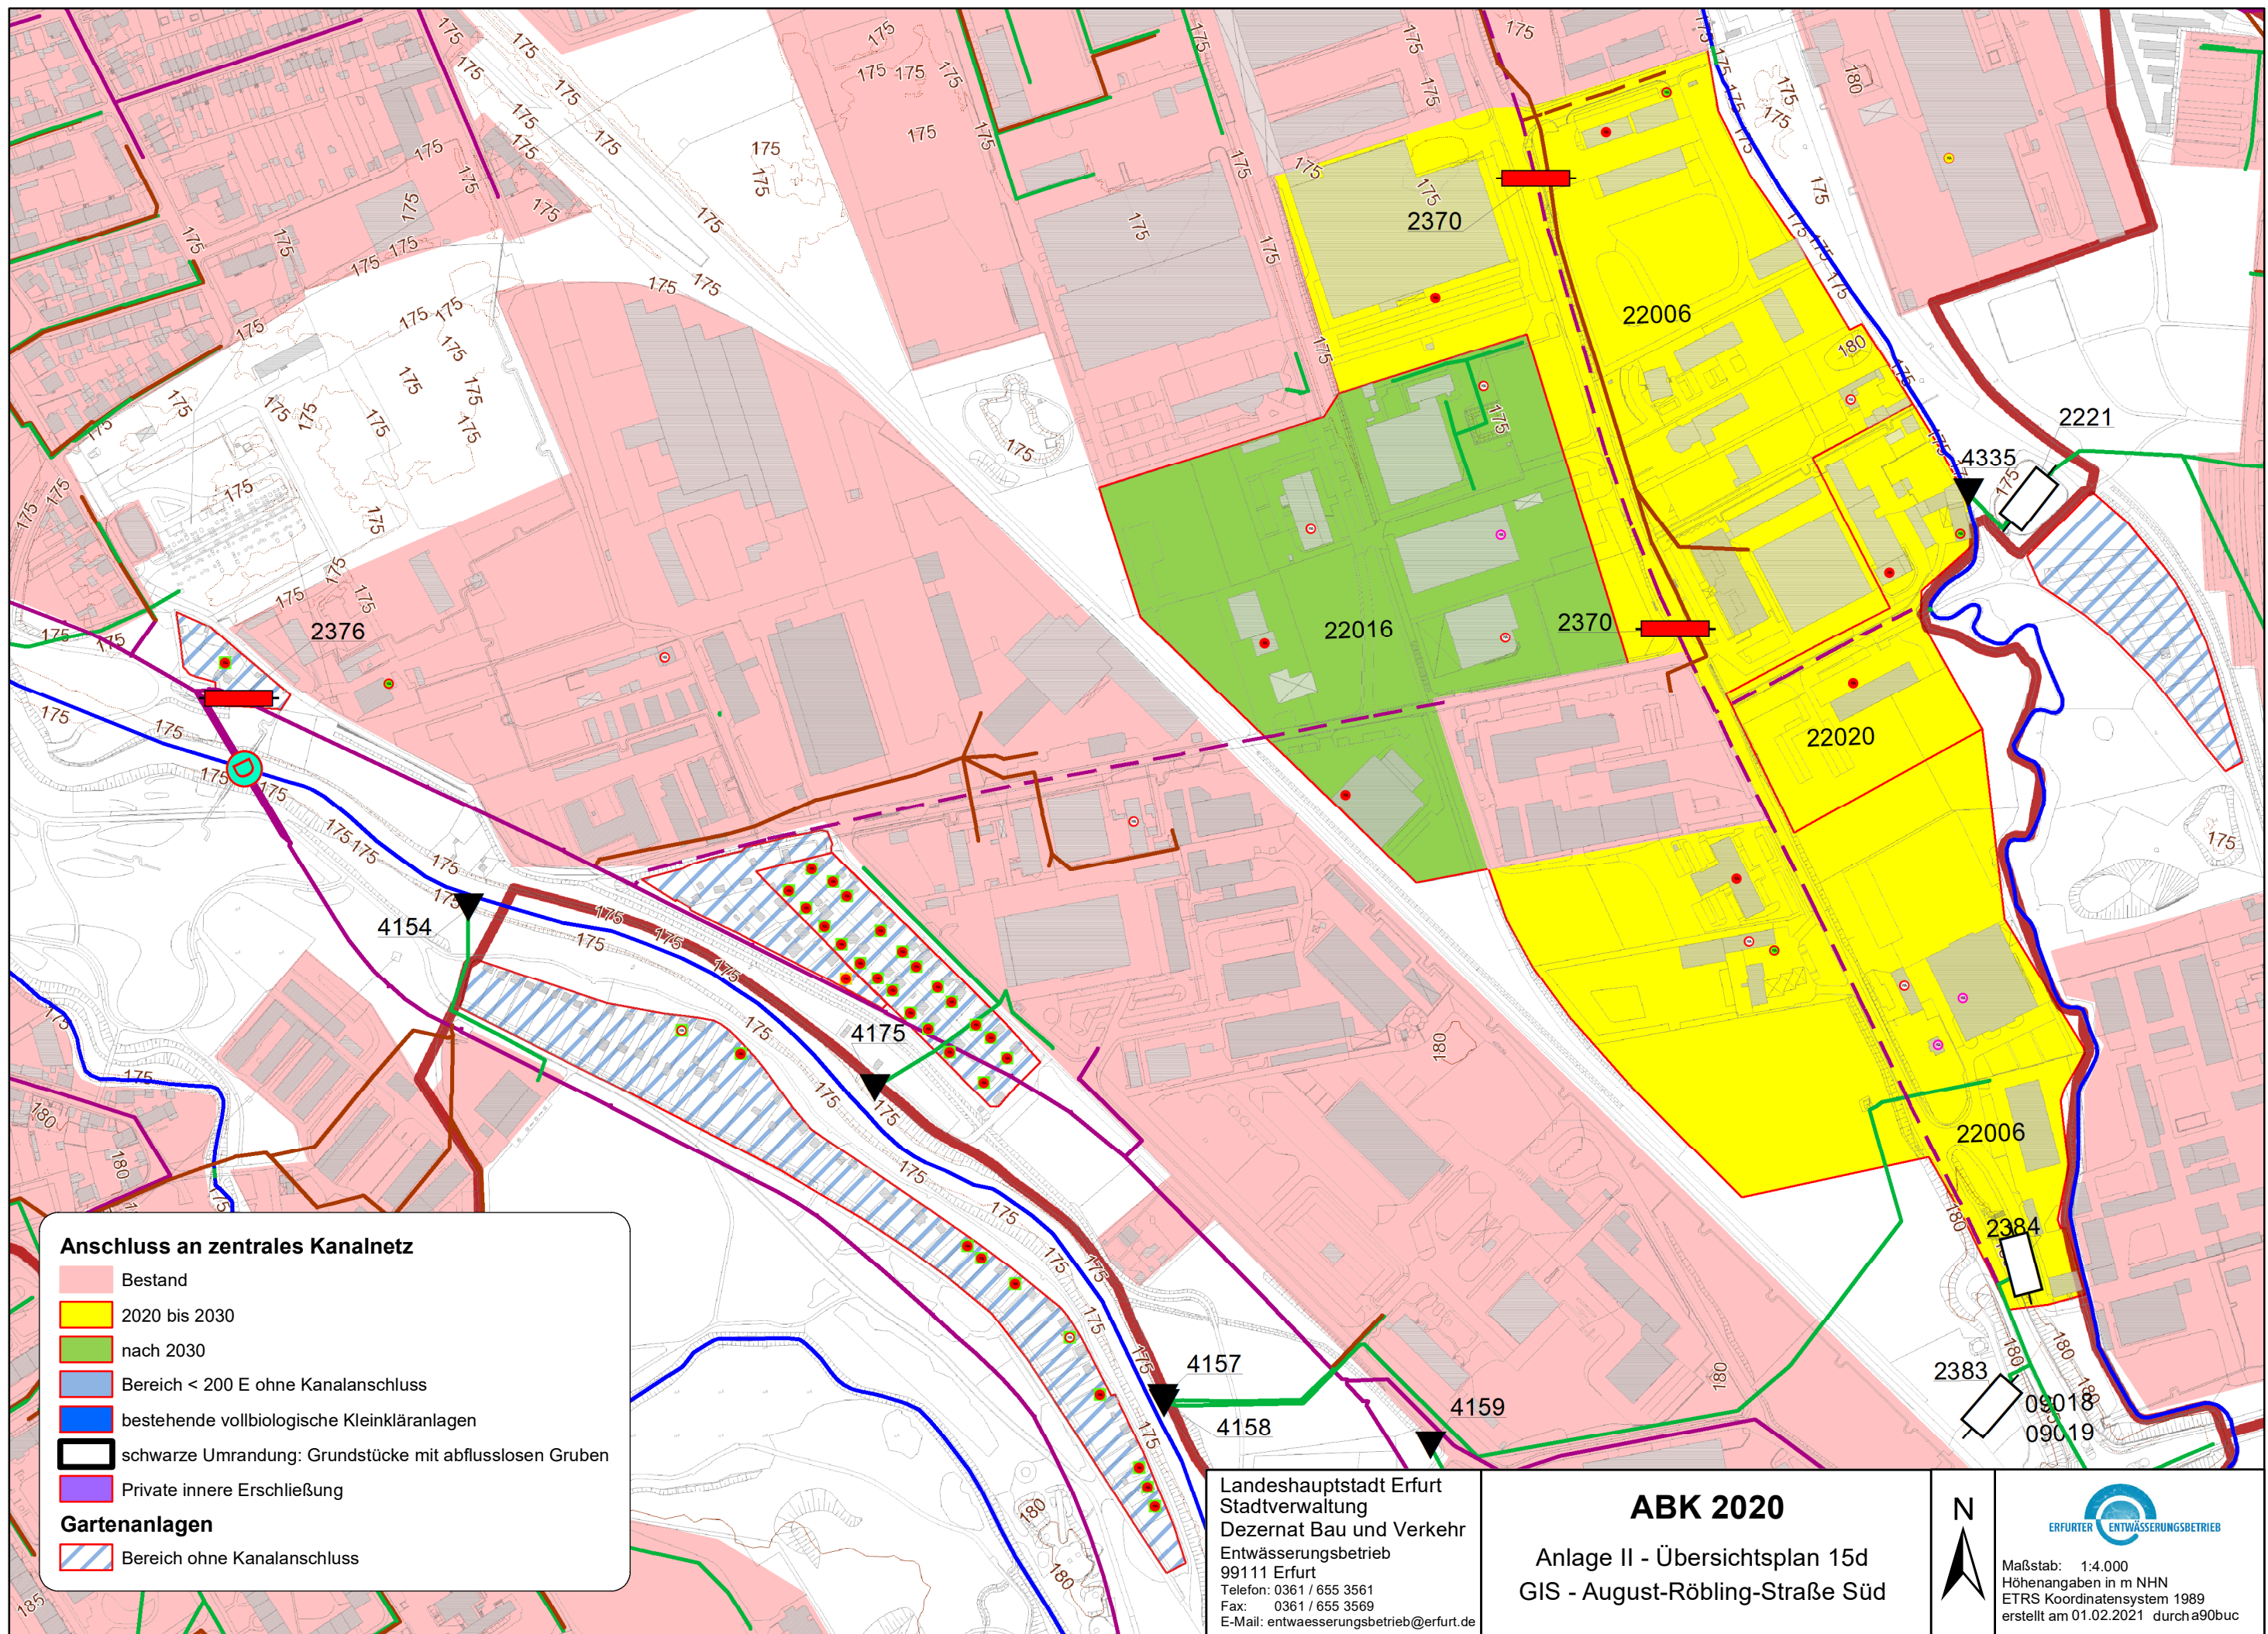 2370
22006
2221
4335
2376
22016
2370
22020
4154
4175
22006
2384
4157
4158
4159
2383
09018
09019
175
180
185
Anschluss an zentrales Kanalnetz
Bestand
2020 bis 2030
nach 2030
Bereich < 200 E ohne Kanalanschluss
bestehende vollbiologische Kleinkläranlagen
schwarze Umrandung: Grundstücke mit abflusslosen Gruben
Private innere Erschließung
Gartenanlagen
Bereich ohne Kanalanschluss
Landeshauptstadt Erfurt
Stadtverwaltung
Dezernat Bau und Verkehr
Entwässerungsbetrieb
99111 Erfurt
Telefon: 0361 / 655 3561
Fax: 0361 / 655 3569
E-Mail: entwaesserungsbetrieb@erfurt.de
ABK 2020
Anlage II - Übersichtsplan 15d
GIS - August-Röbling-Straße Süd
N
ERFURTER ENTWÄSSERUNGSBETRIEB
Maßstab: 1:4.000
Höhenangaben in m NHN
ETRS Koordinatensystem 1989
erstellt am 01.02.2021 durch a90buc